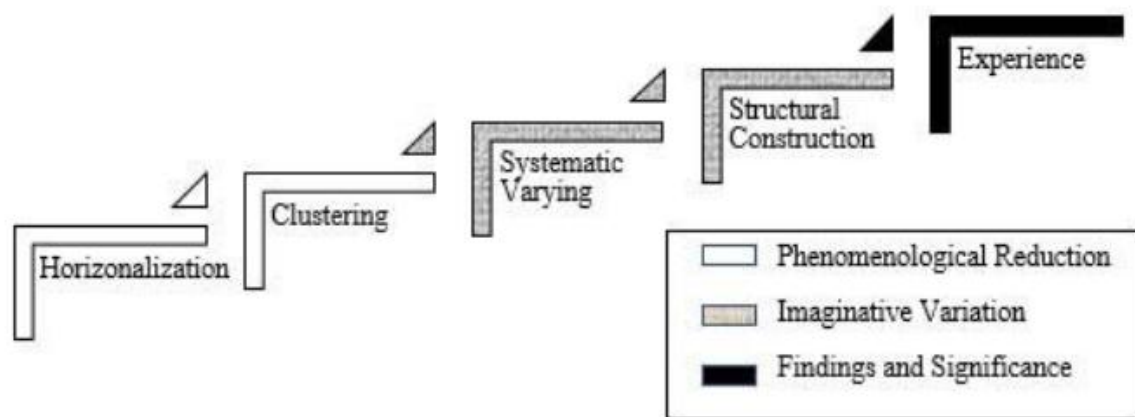 Horizonalization
Clustering
Systematic
Varying
Structural
Construction
Experience
Phenomenological Reduction
Imaginative Variation
Findings and Significance